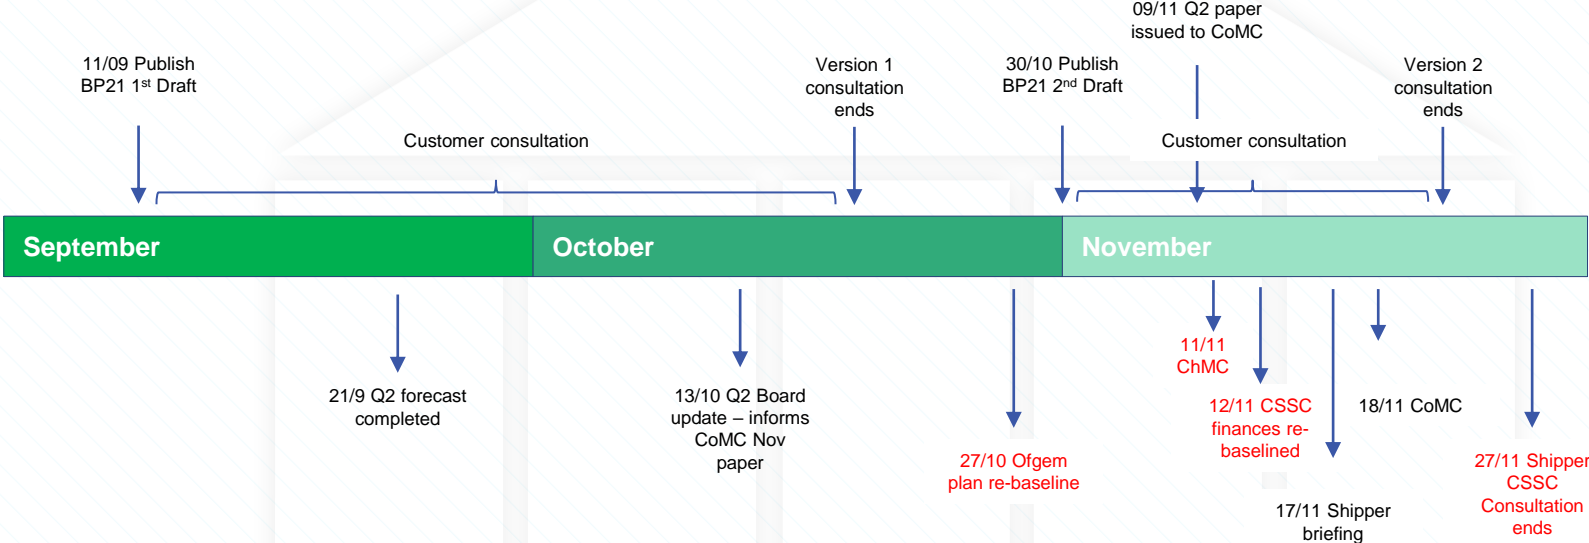 09/11 Q2 paper
issued to CoMC
11/09 Publish
BP21 1st Draft
Version 1
consultation
ends
30/10 Publish
BP21 2nd Draft
Version 2
consultation
ends
Customer consultation
Customer consultation
September
October
November
21/9 Q2 forecast
completed
13/10 Q2 Board
update – informs
CoMC Nov
paper
27/10 Ofgem
plan re-baseline
11/11
ChMC
12/11 CSSC
finances re-
baselined
17/11 Shipper
briefing
18/11 CoMC
27/11 Shipper
CSSC
Consultation
ends